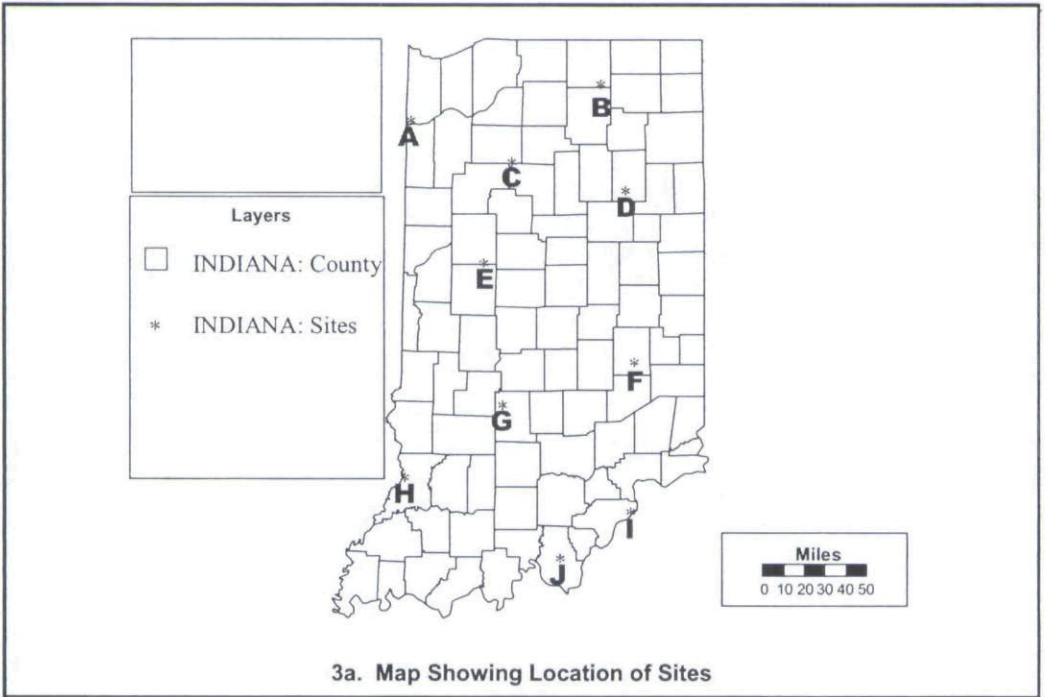 A
B
C
D
E
F
G
H
I
J
Layers
INDIANA: County
* INDIANA: Sites
Miles
0 10 20 30 40 50
3a. Map Showing Location of Sites